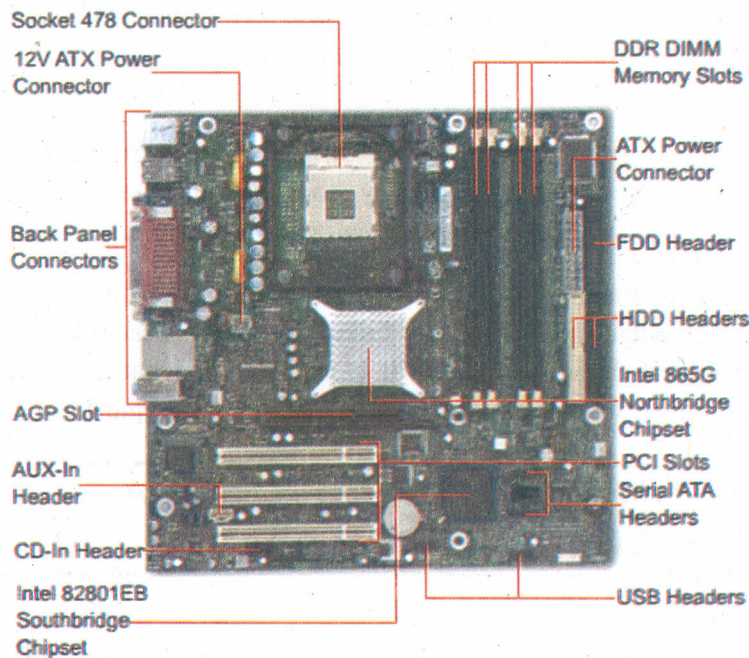 Socket 478 Connector
12V ATX Power
Connector
Back Panel
Connectors
AGP Slot
AUX-In
Header
CD-In Header
Intel 82801EB
Southbridge
Chipset
DDR DIMM
Memory Slots
ATX Power
Connector
FDD Header
HDD Headers
Intel 865G
Northbridge
Chipset
PCI Slots
Serial ATA
Headers
USB Headers